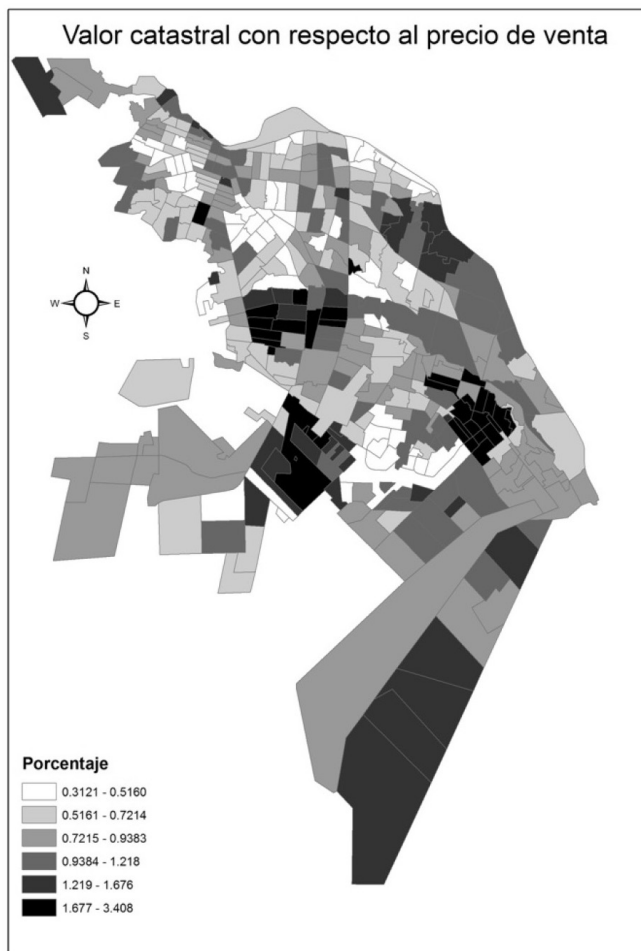 Valor catastral con respecto al precio de venta
N
W E
S
Porcentaje
0.3121 - 0.5160
0.5161 - 0.7214
0.7215 - 0.9383
0.9384 - 1.218
1.219 - 1.676
1.677 - 3.408